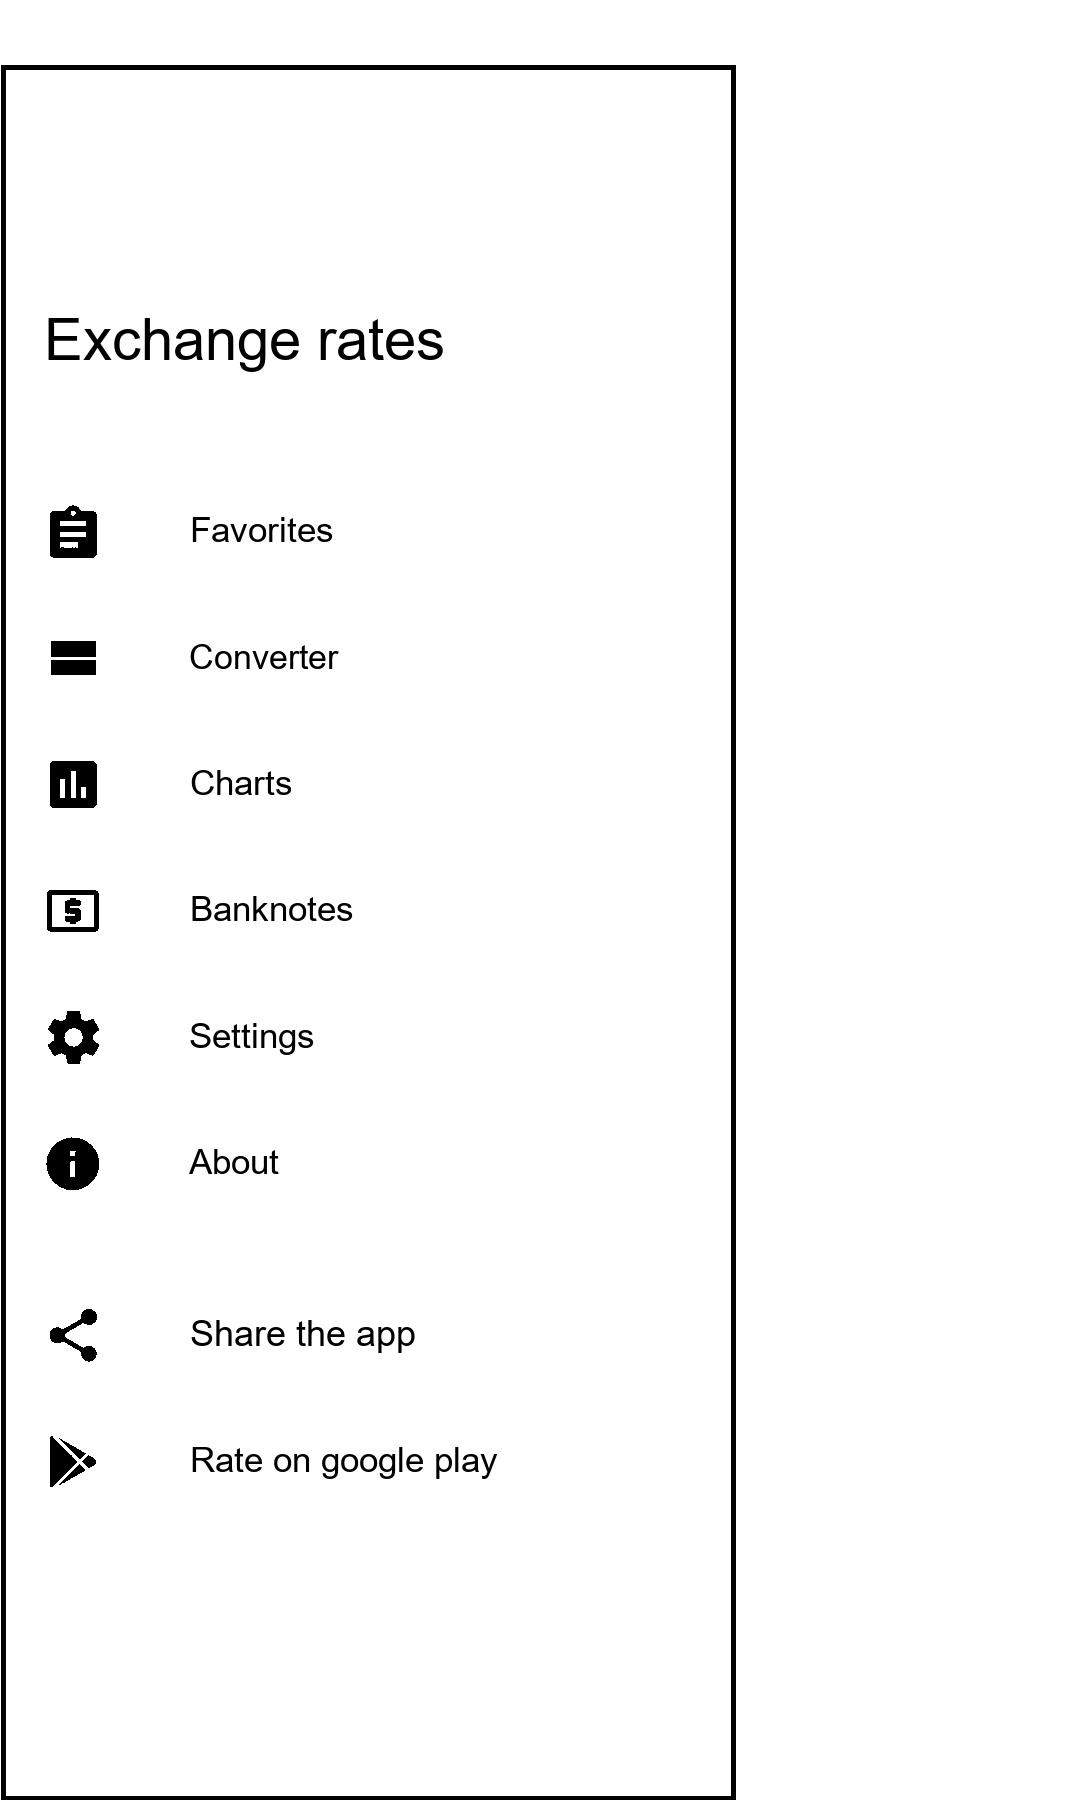 Exchange rates
Favorites
Converter
Charts
Banknotes
Settings
About
Share the app
Rate on google play